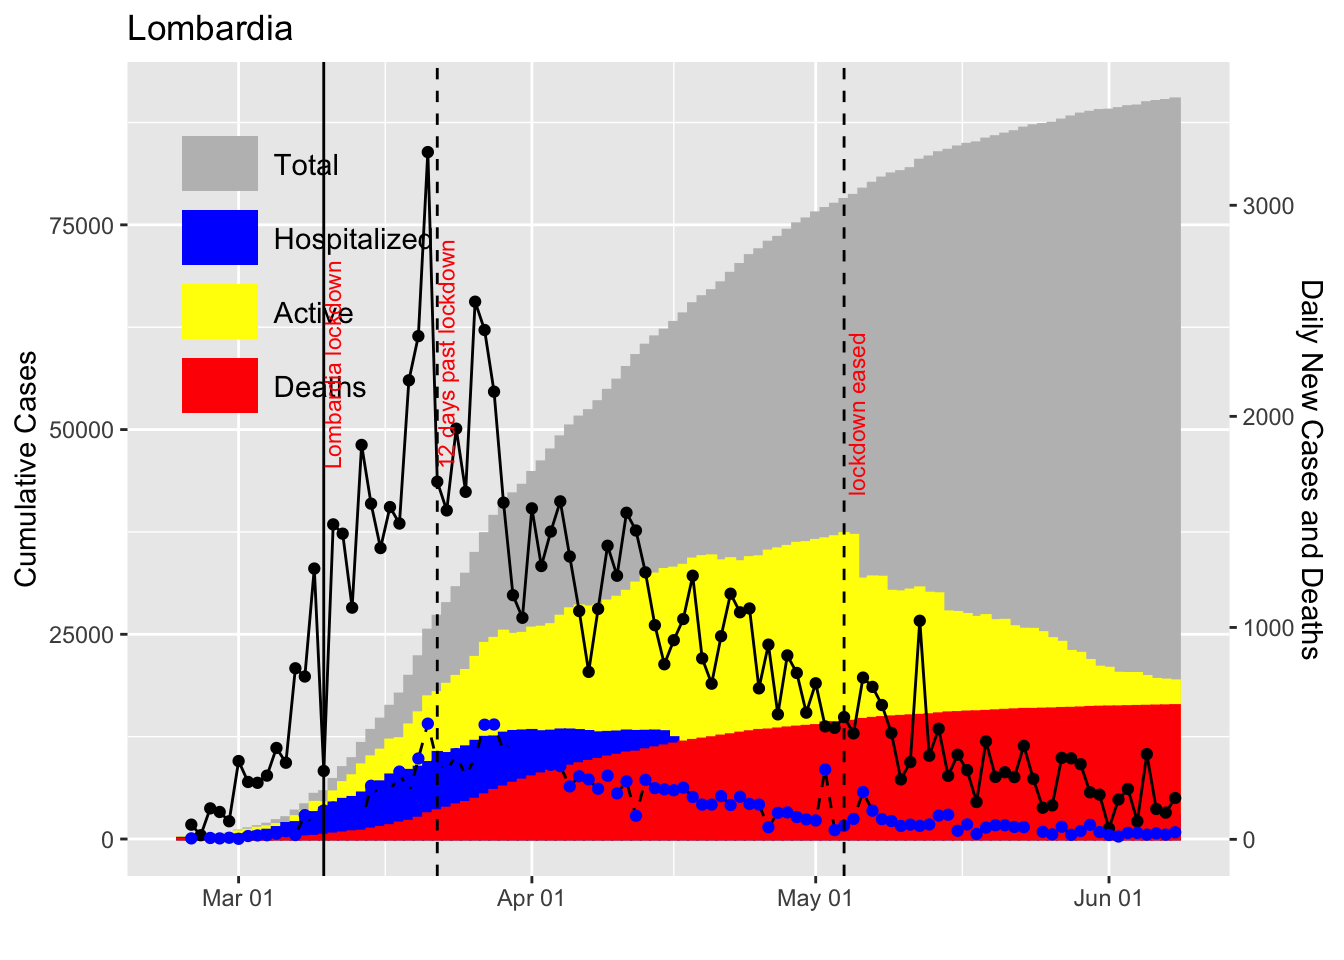 Lombardia
Total
Hospitalized
Active
Deaths
Lombardia lockdown
12 days past lockdown
lockdown eased
Cumulative Cases
75000
50000
25000
0
Daily New Cases and Deaths
3000
2000
1000
0
Mar 01
Apr 01
May 01
Jun 01